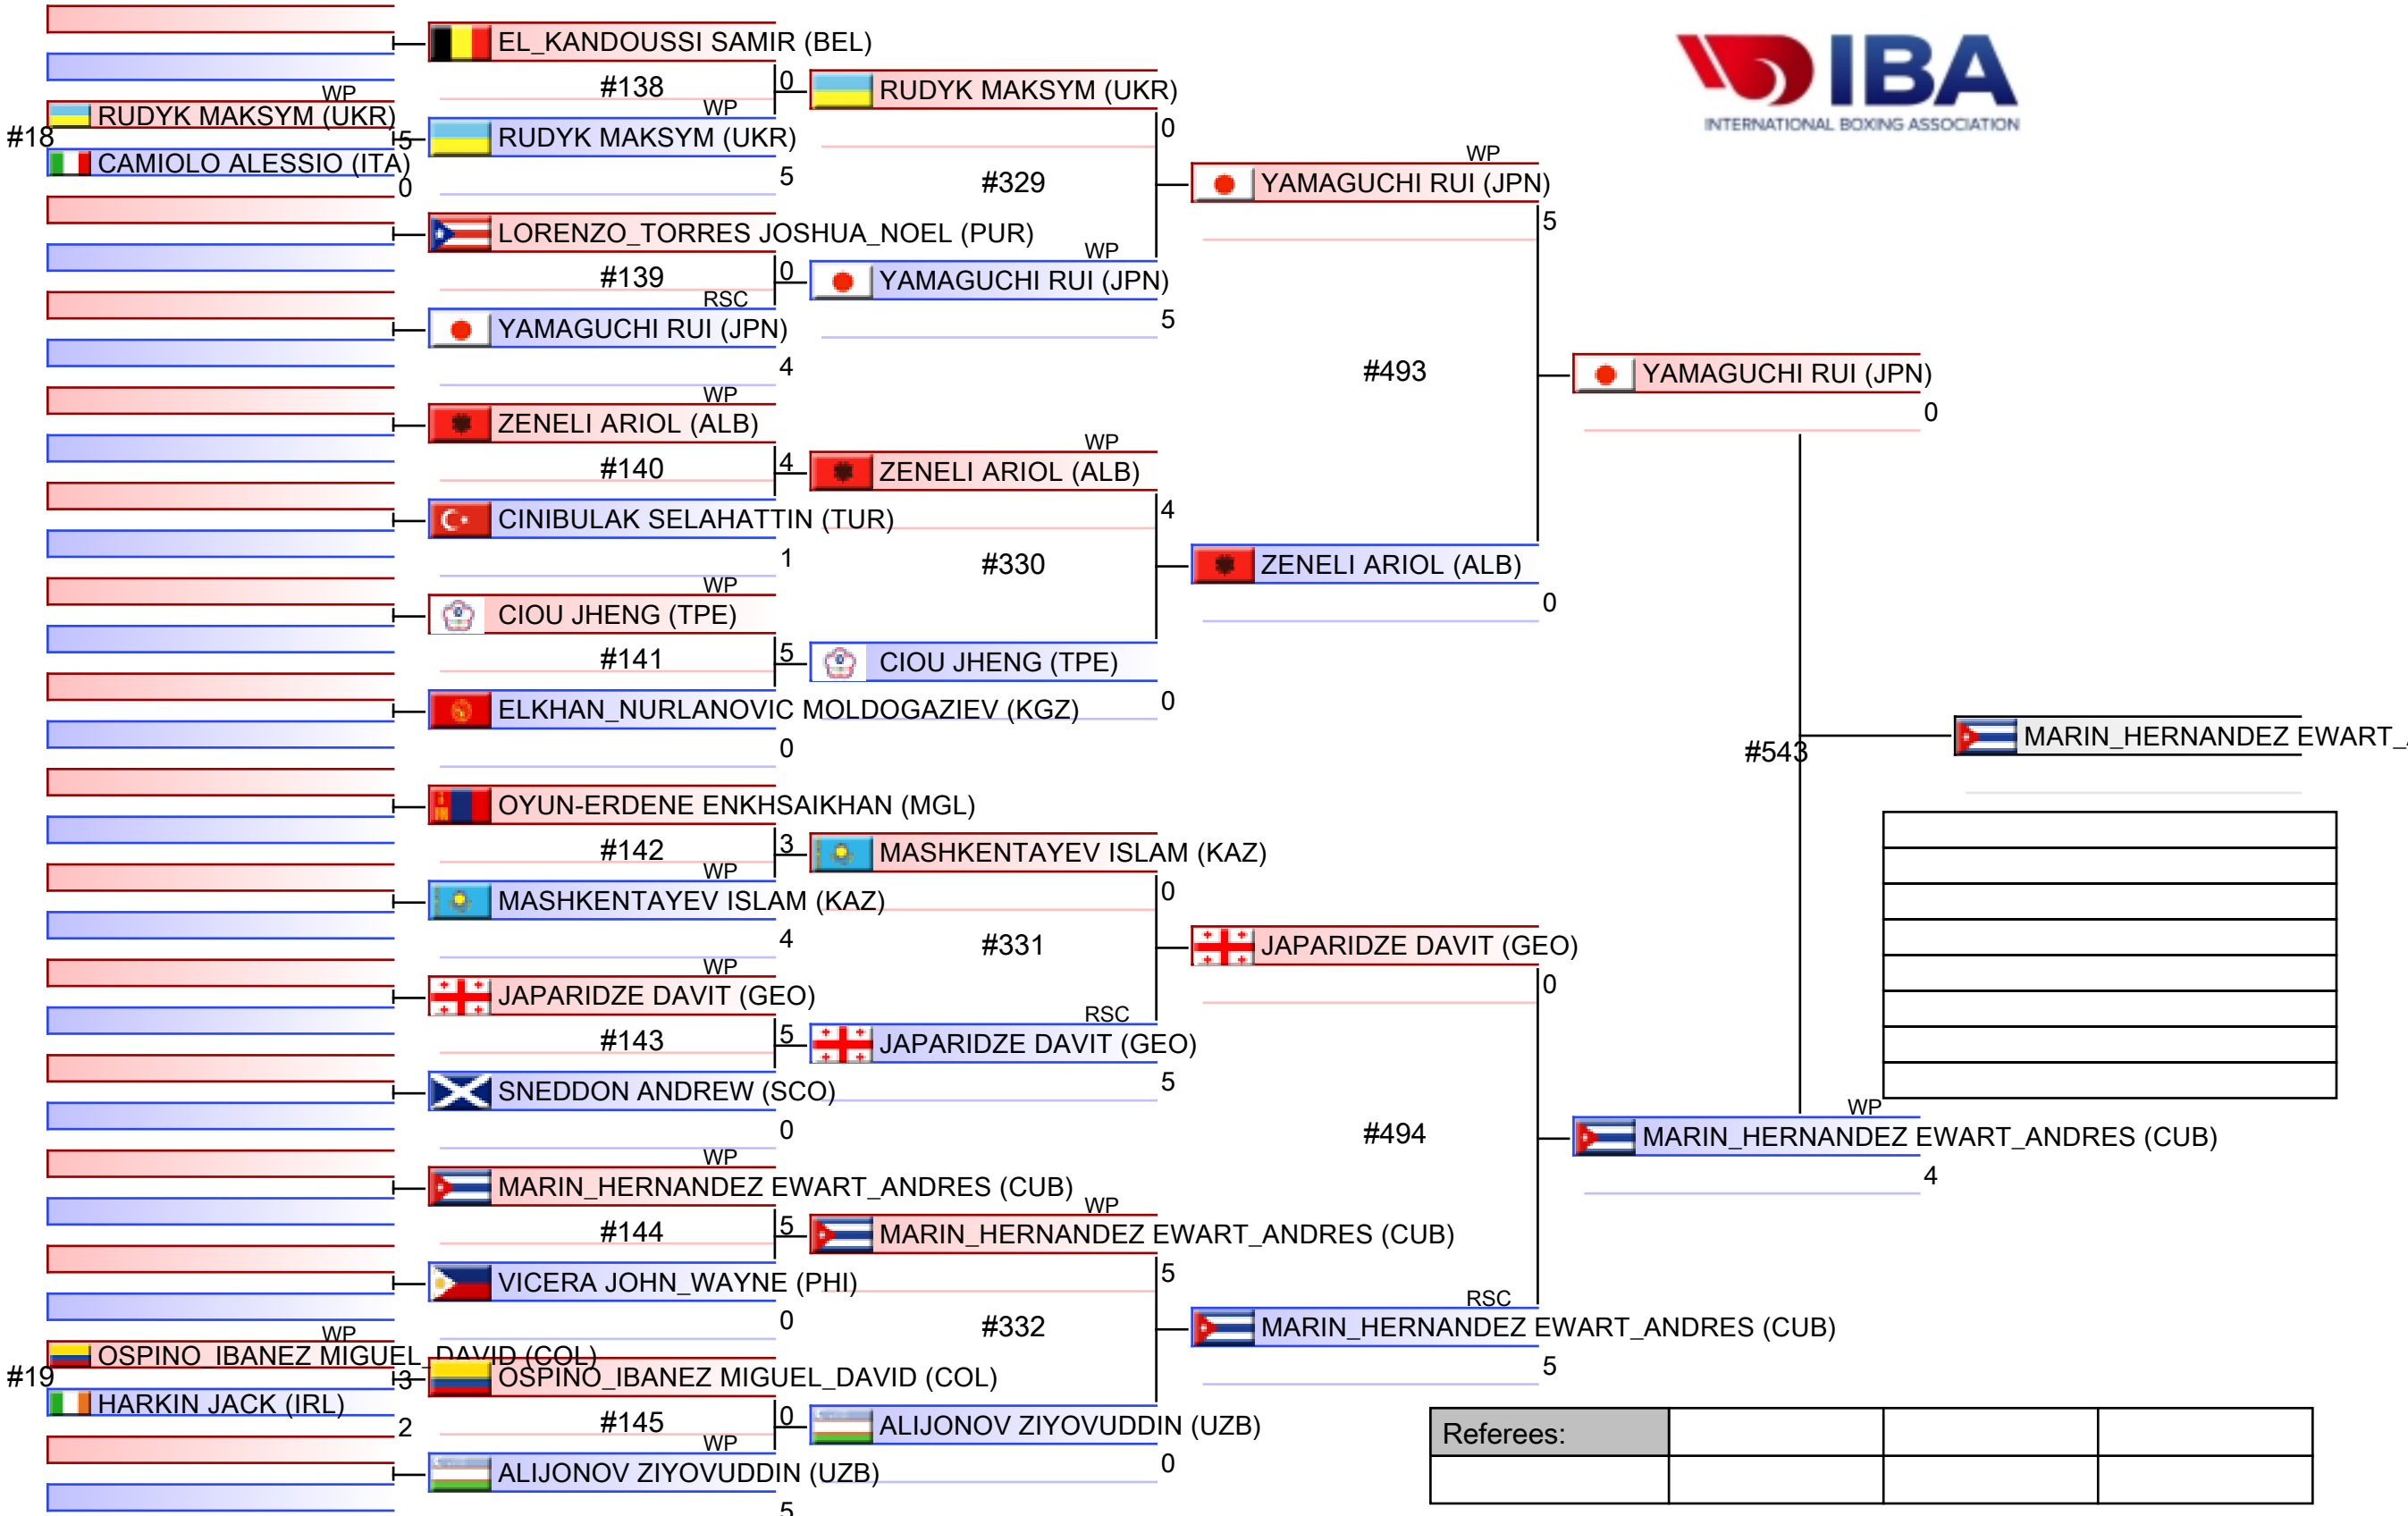 IBA
INTERNATIONAL BOXING ASSOCIATION
#18
WP
RUDYK MAKSYM (UKR)
5
CAMIOLO ALESSIO (ITA)
0
#19
WP
OSPINO_IBANEZ MIGUEL_DAVID (COL)
3
HARKIN JACK (IRL)
2
EL_KANDOUSSI SAMIR (BEL)
#138
0
WP
RUDYK MAKSYM (UKR)
5
LORENZO_TORRES JOSHUA_NOEL (PUR)
#139
0
RSC
YAMAGUCHI RUI (JPN)
4
WP
ZENELI ARIOL (ALB)
#140
4
CINIBULAK SELAHATTIN (TUR)
1
WP
CIOU JHENG (TPE)
#141
5
ELKHAN_NURLANOVIC MOLDOGAZIEV (KGZ)
0
OYUN-ERDENE ENKHSAIKHAN (MGL)
#142
3
WP
MASHKENTAYEV ISLAM (KAZ)
4
WP
JAPARIDZE DAVIT (GEO)
#143
5
SNEDDON ANDREW (SCO)
0
WP
MARIN_HERNANDEZ EWART_ANDRES (CUB)
#144
5
VICERA JOHN_WAYNE (PHI)
0
OSPINO_IBANEZ MIGUEL_DAVID (COL)
#145
0
WP
ALIJONOV ZIYOVUDDIN (UZB)
5
RUDYK MAKSYM (UKR)
0
#329
WP
YAMAGUCHI RUI (JPN)
5
WP
ZENELI ARIOL (ALB)
4
#330
CIOU JHENG (TPE)
0
MASHKENTAYEV ISLAM (KAZ)
0
#331
RSC
JAPARIDZE DAVIT (GEO)
5
WP
MARIN_HERNANDEZ EWART_ANDRES (CUB)
5
#332
ALIJONOV ZIYOVUDDIN (UZB)
0
WP
YAMAGUCHI RUI (JPN)
5
#493
ZENELI ARIOL (ALB)
0
JAPARIDZE DAVIT (GEO)
0
#494
RSC
MARIN_HERNANDEZ EWART_ANDRES (CUB)
5
YAMAGUCHI RUI (JPN)
0
#543
WP
MARIN_HERNANDEZ EWART_ANDRES (CUB)
4
MARIN_HERNANDEZ EWART_
Referees: